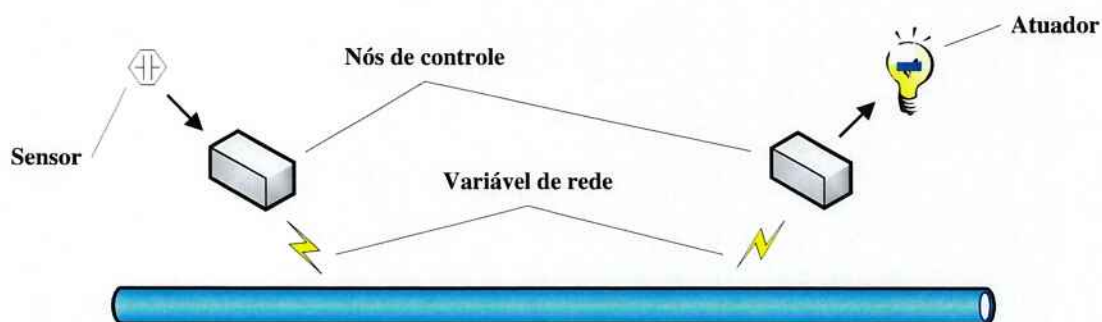 Atuador
Nós de controle
Sensor
Variável de rede